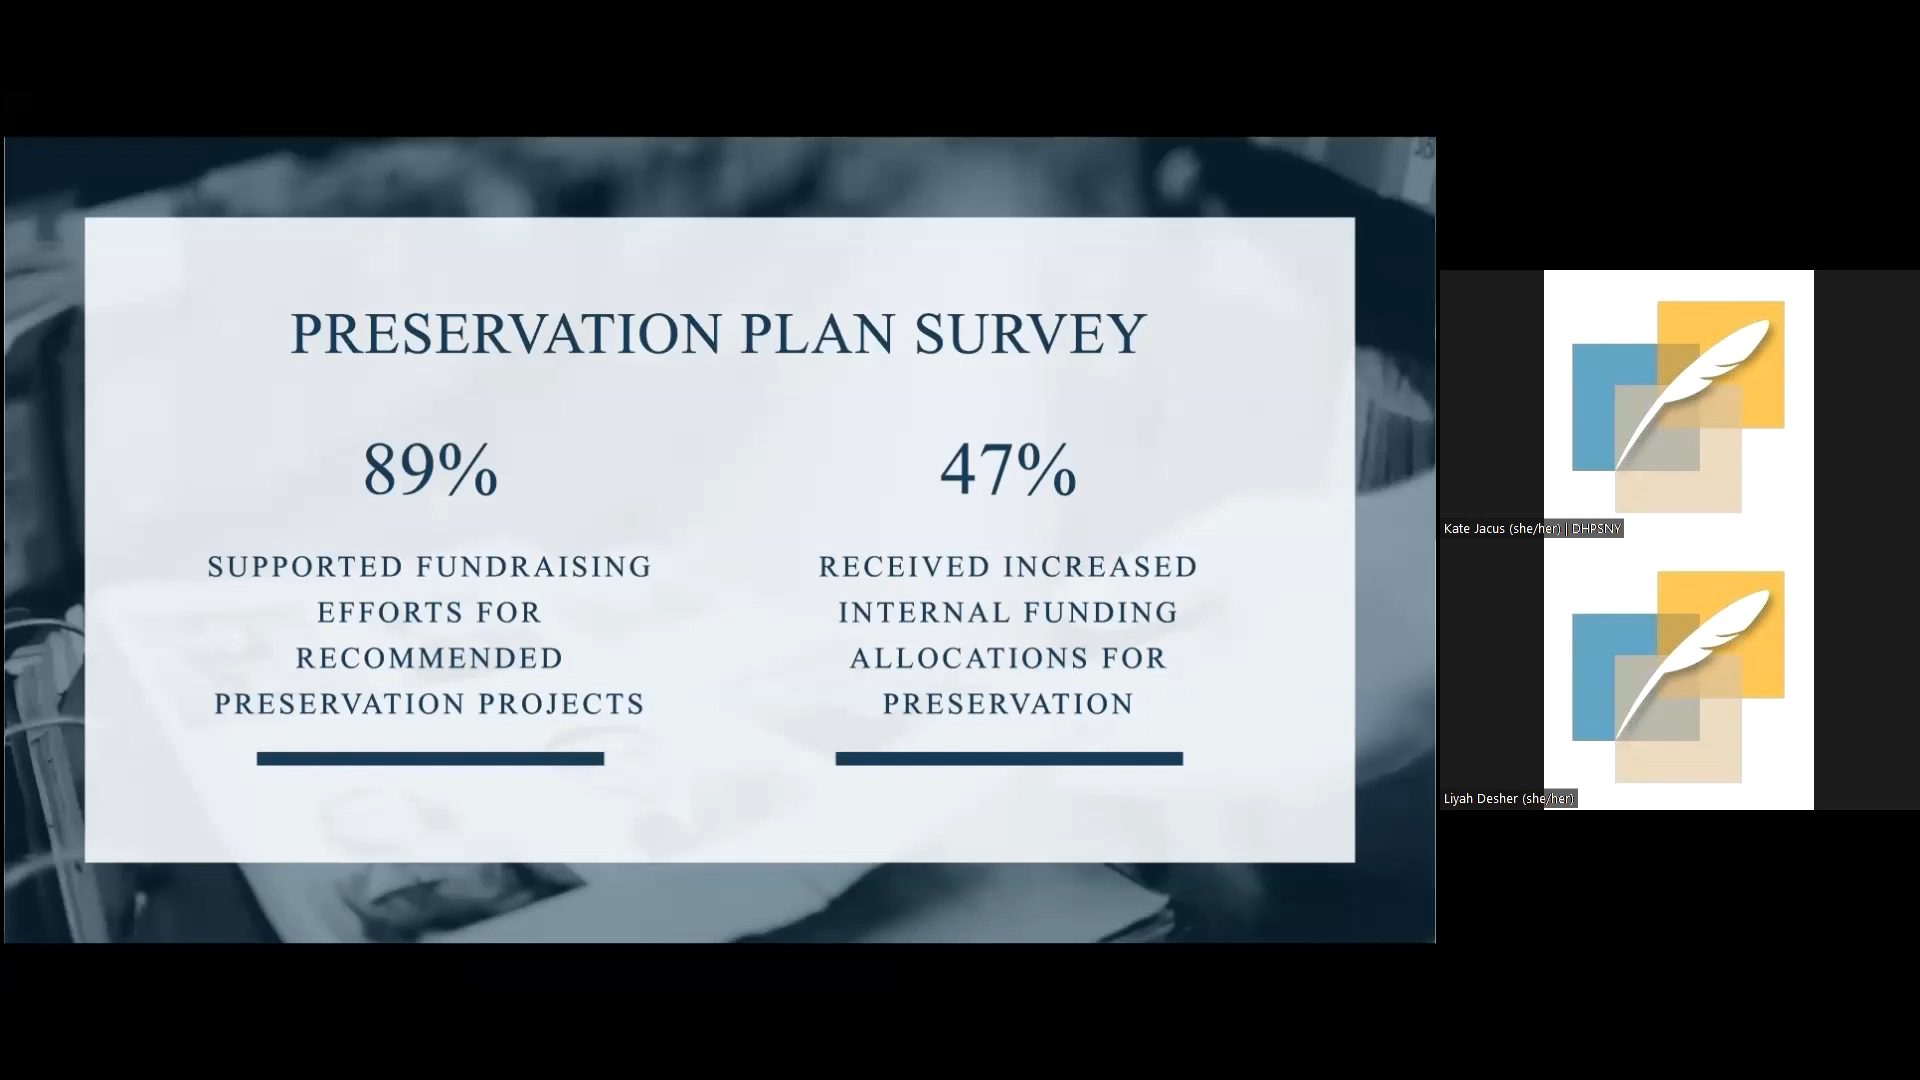 PRESERVATION PLAN SURVEY
89%
SUPPORTED FUNDRAISING
EFFORTS FOR
RECOMMENDED
PRESERVATION PROJECTS
47%
RECEIVED INCREASED
INTERNAL FUNDING
ALLOCATIONS FOR
PRESERVATION
Kate Jacus (she/her) | DHPSNY
Liyah Desher (she/her)